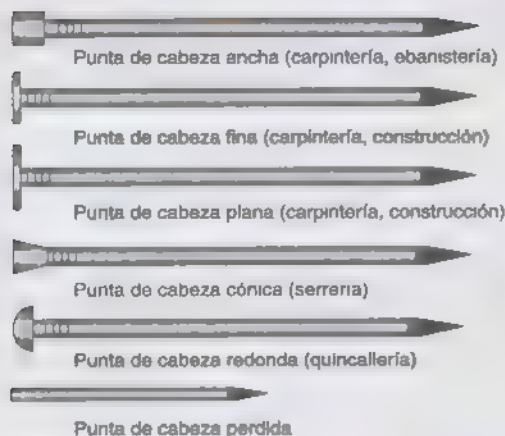 Punta de cabeza ancha (carpintería, ebanistería)
Punta de cabeza fina (carpintería, construcción)
Punta de cabeza plana (carpintería, construcción)
Punta de cabeza cónica (serrería)
Punta de cabeza redonda (quincallería)
Punta de cabeza perdida